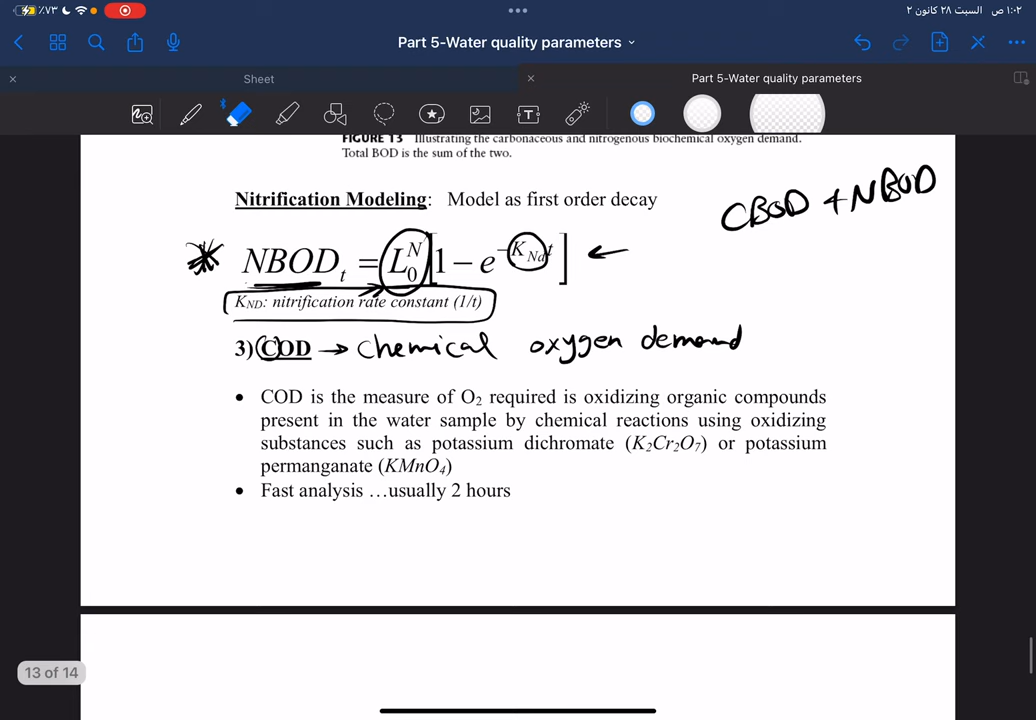 ٪٧٣
١:٠٢ ص السبت ٢٨ كانون ٢
Part 5-Water quality parameters
Sheet
Part 5-Water quality parameters
FIGURE 13 Illustrating the carbonaceous and nitrogenous biochemical oxygen demand.
Total BOD is the sum of the two.
CBOD + NBOD
Nitrification Modeling: Model as first order decay
* NBODₜ = L₀ᴺ [1 − e^(−K_Nd t)] ←
K_ND: nitrification rate constant (1/t)
3) COD → chemical oxygen demand
• COD is the measure of O₂ required is oxidizing organic compounds
present in the water sample by chemical reactions using oxidizing
substances such as potassium dichromate (K₂Cr₂O₇) or potassium
permanganate (KMnO₄)
• Fast analysis …usually 2 hours
13 of 14